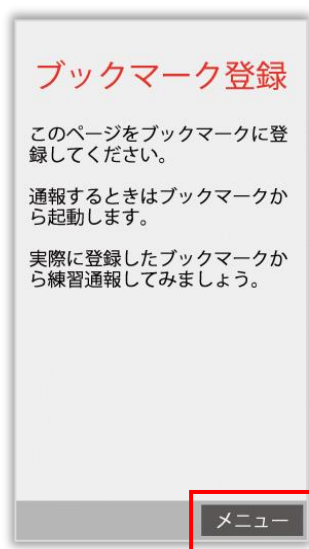 ブックマーク登録
このページをブックマークに登
録してください。
通報するときはブックマークか
ら起動します。
実際に登録したブックマークか
ら練習通報してみましょう。
メニュー